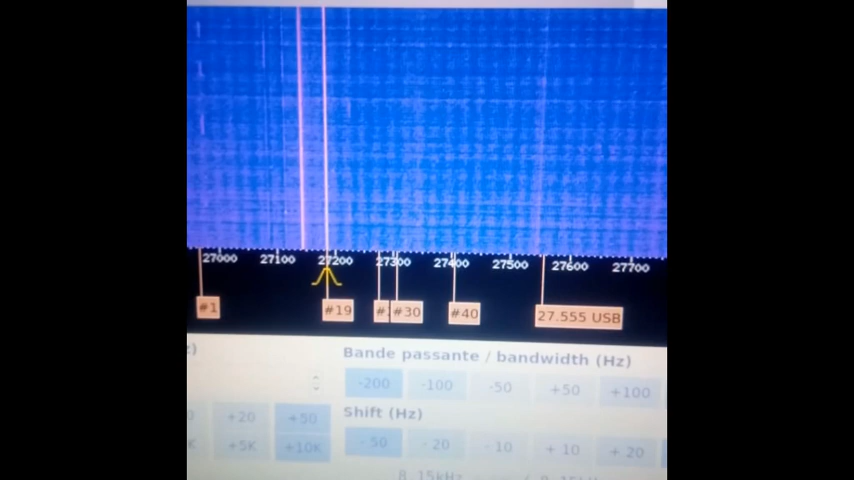 27000 27100 27200 27300 27400 27500 27600 27700
#1 #19 #30 #40 27.555 USB
Bande passante / bandwidth (Hz)
-200 -100 -50 +50 +100
Shift (Hz)
+20 +50
- 50 - 20 - 10 + 10 + 20
+5K +10K